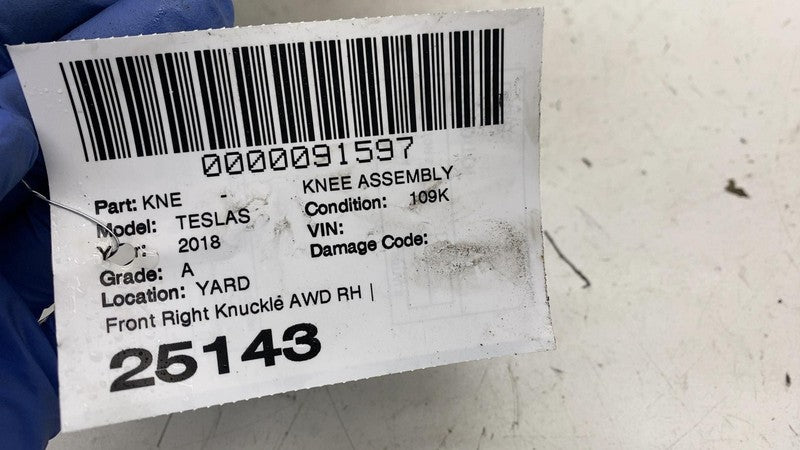 0000091597
Part: KNE - KNEE ASSEMBLY
Model: TESLAS Condition: 109K
Year: 2018 VIN:
Grade: A Damage Code:
Location: YARD
Front Right Knuckle AWD RH |
25143